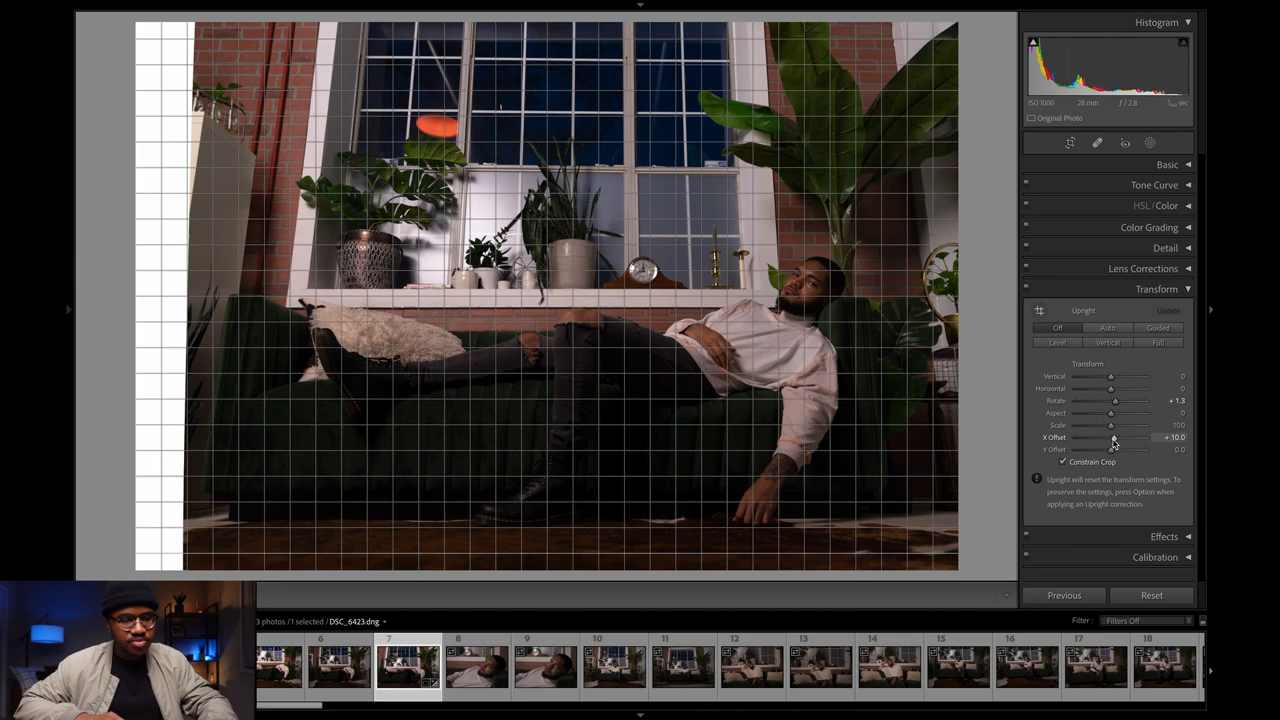 Histogram
ISO 1000 28 mm ƒ / 2.8 sec
Original Photo
Basic
Tone Curve
HSL / Color
Color Grading
Detail
Lens Corrections
Transform
Upright Update
Off Auto Guided
Level Vertical Full
Transform
Vertical 0
Horizontal 0
Rotate + 1.3
Aspect 0
Scale 100
X Offset + 10.0
Y Offset 0.0
Constrain Crop
Upright will reset the transform settings. To
preserve the settings, press Option when
applying an Upright correction.
Effects
Calibration
Previous Reset
3 photos / 1 selected / DSC_6423.dng
Filter : Filters Off
6 7 8 9 10 11 12 13 14 15 16 17 18